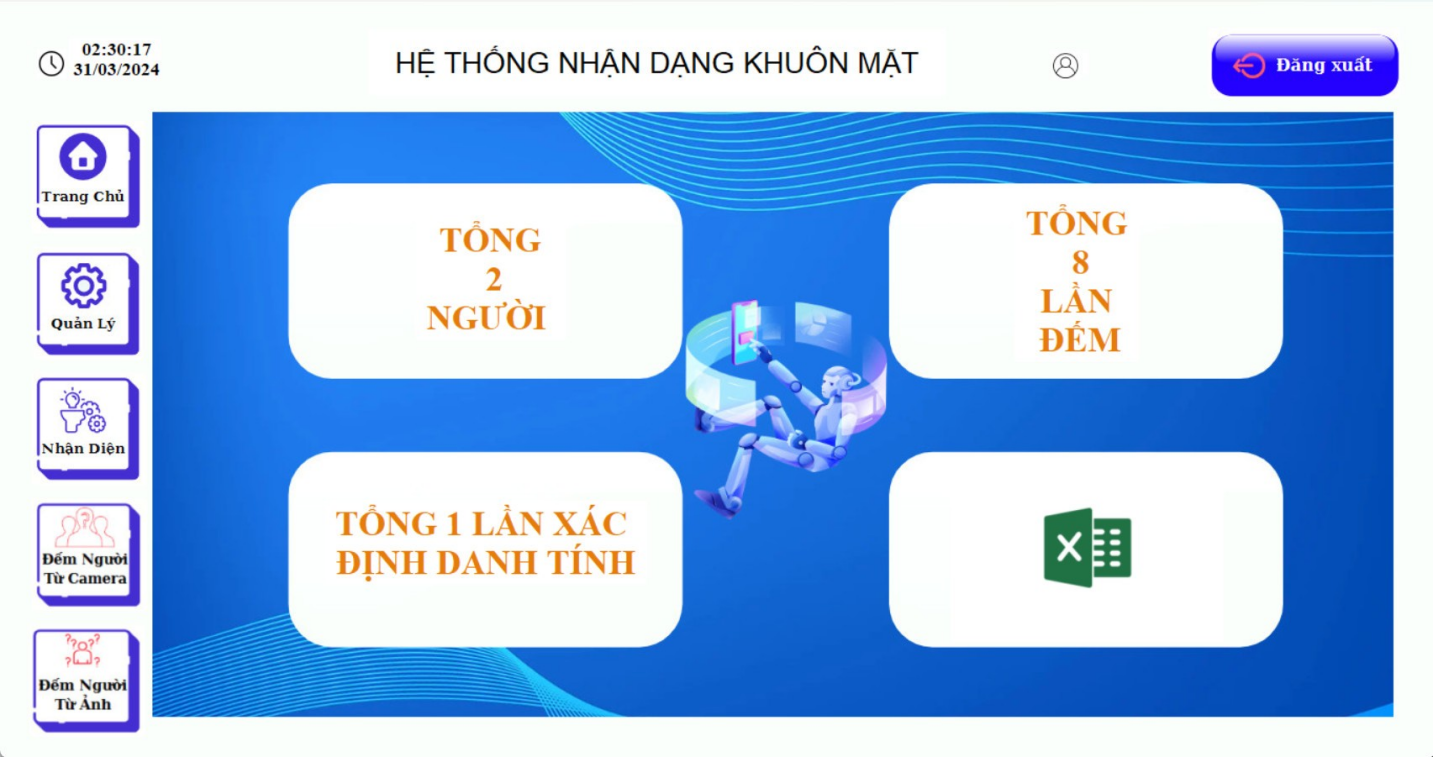 02:30:17
31/03/2024
HỆ THỐNG NHẬN DẠNG KHUÔN MẶT
Đăng xuất
Trang Chủ
Quản Lý
Nhận Diện
Đếm Người
Từ Camera
Đếm Người
Từ Ảnh
TỔNG
2
NGƯỜI
TỔNG
8
LẦN
ĐẾM
TỔNG 1 LẦN XÁC
ĐỊNH DANH TÍNH
X